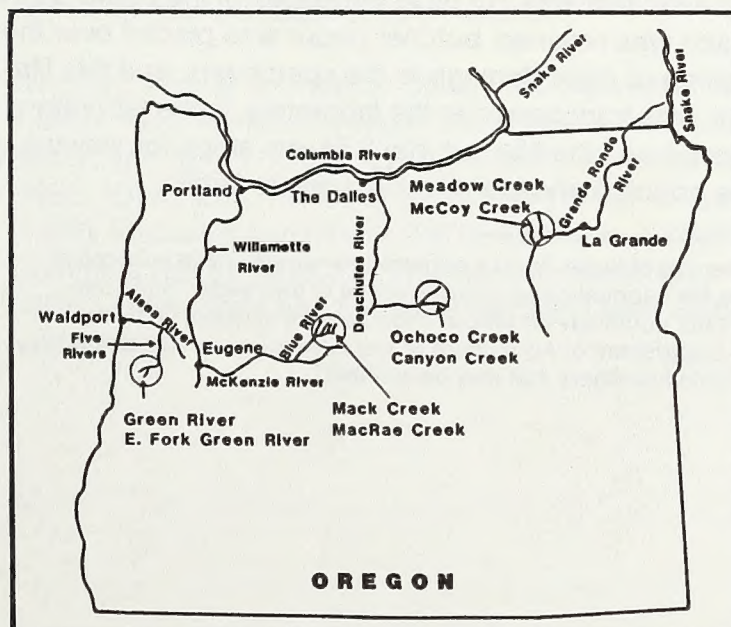 Snake River
Snake River
Columbia River
Portland
The Dalles
Meadow Creek
McCoy Creek
Grande Ronde
River
La Grande
Willamette
River
Deschutes River
Waldport
Alsea River
Five
Rivers
Eugene
Blue River
McKenzie River
Ochoco Creek
Canyon Creek
Green River
E. Fork Green River
Mack Creek
MacRae Creek
OREGON